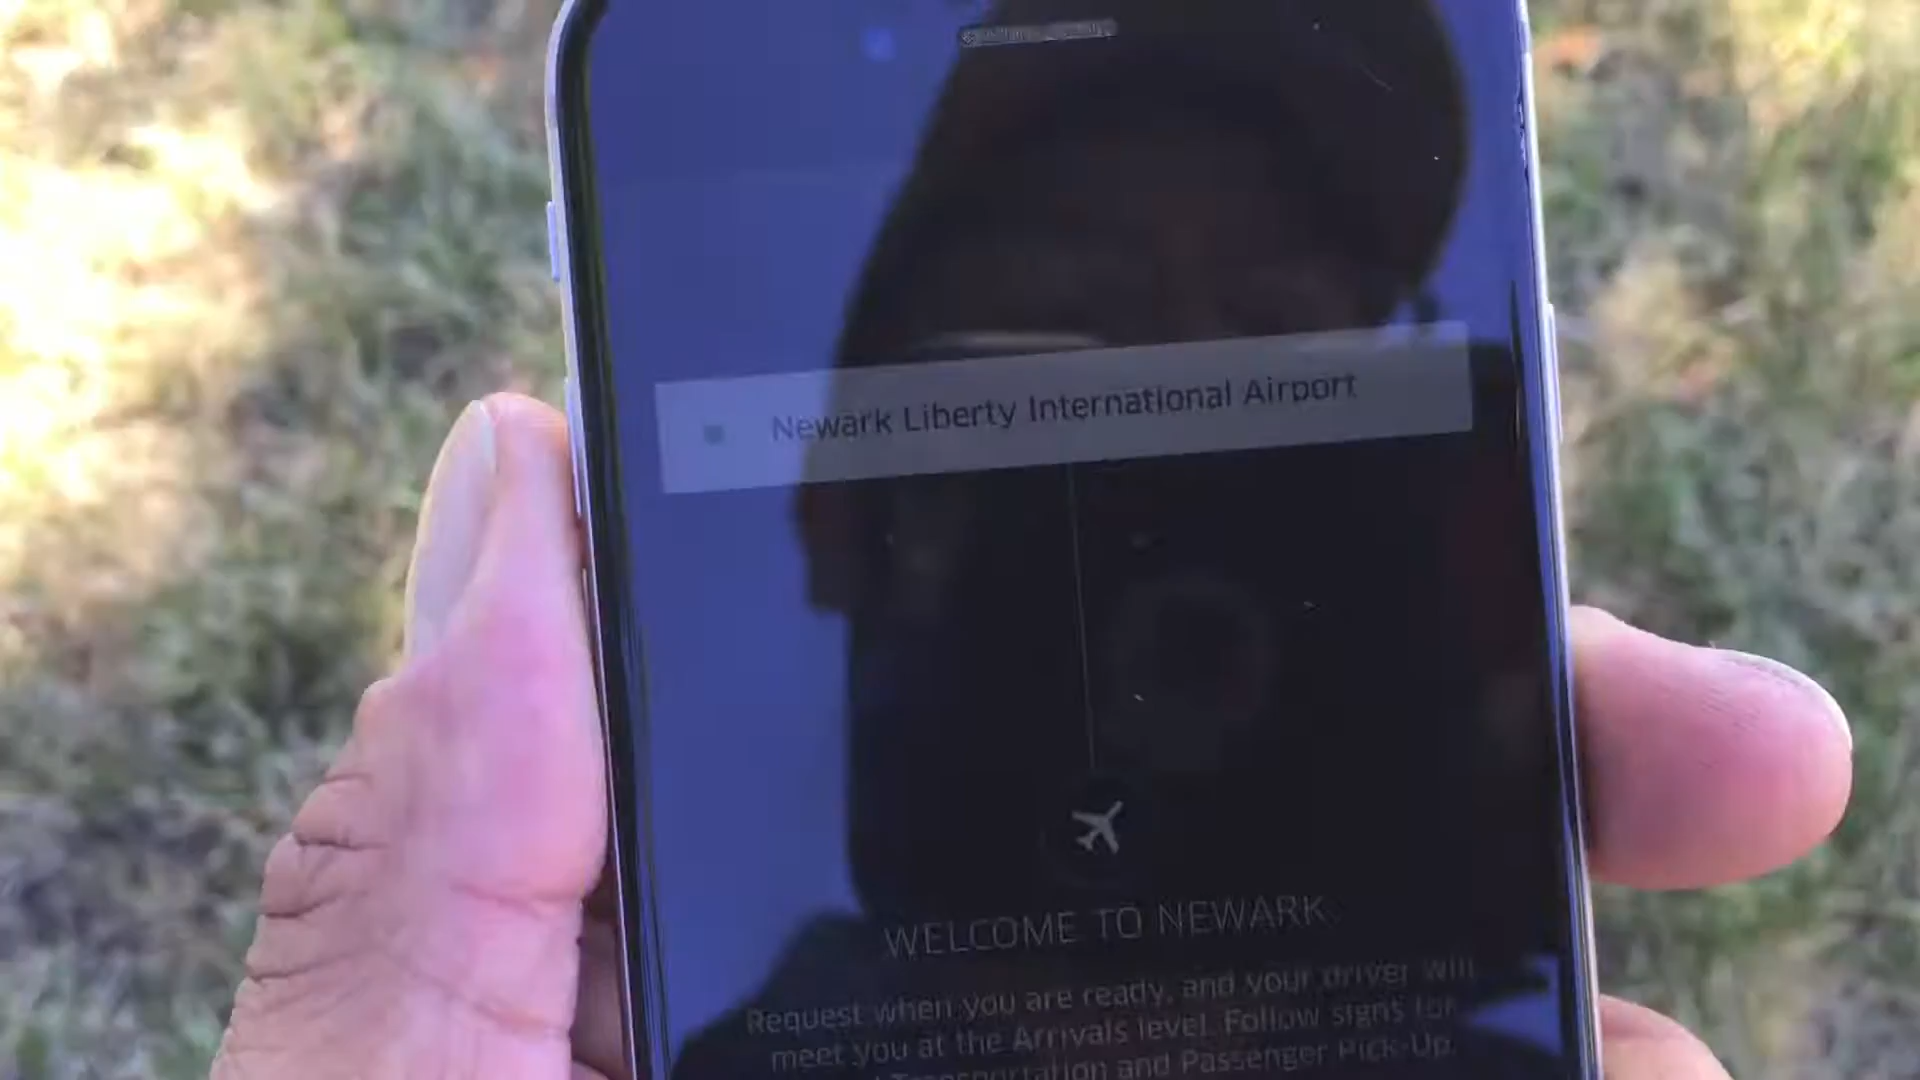 Newark Liberty International Airport
WELCOME TO NEWARK
Request when you are ready, and your driver will
meet you at the Arrivals level. Follow signs for
Transportation and Passenger Pick-Up.